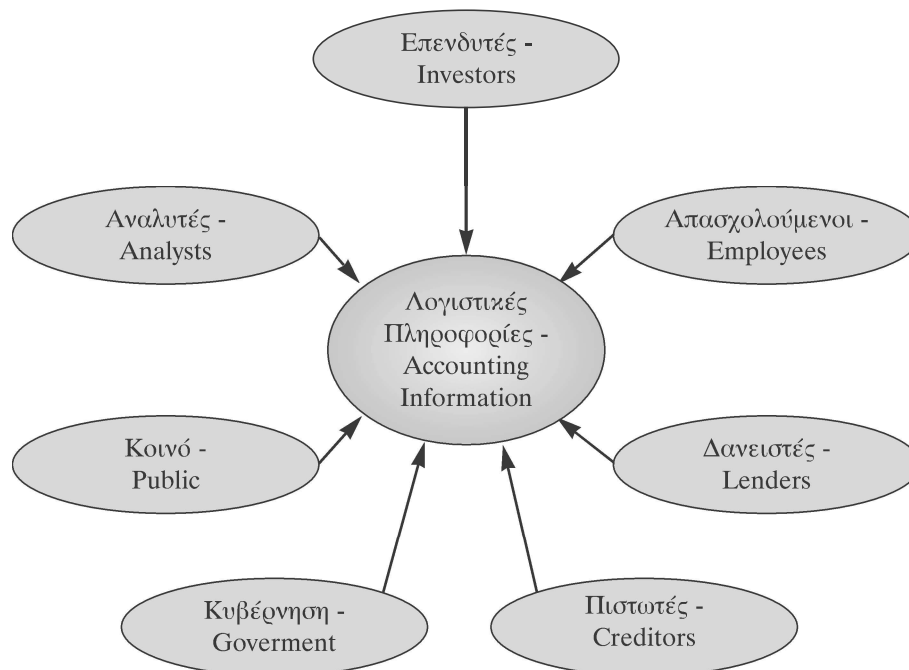 Επενδυτές -
Investors
Αναλυτές -
Analysts
Απασχολούμενοι -
Employees
Λογιστικές
Πληροφορίες -
Accounting
Information
Κοινό -
Public
Δανειστές -
Lenders
Κυβέρνηση -
Goverment
Πιστωτές -
Creditors